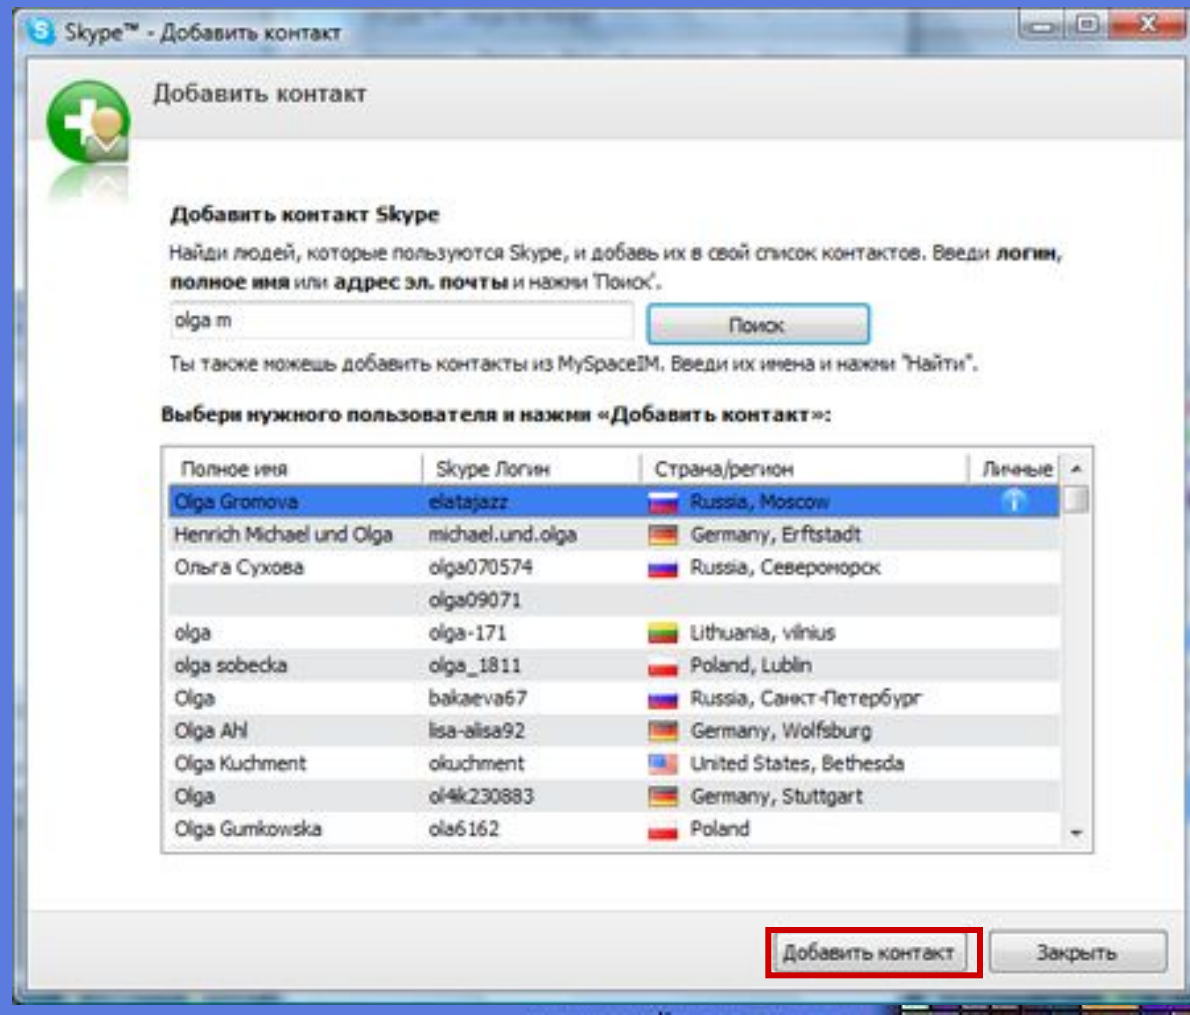 Skype™ - Добавить контакт
Добавить контакт
Добавить контакт Skype
Найди людей, которые пользуются Skype, и добавь их в свой список контактов. Введи логин,
полное имя или адрес эл. почты и нажми 'Поиск'.
olga m
Поиск
Ты также можешь добавить контакты из MySpaceIM. Введи их имена и нажми "Найти".
Выбери нужного пользователя и нажми «Добавить контакт»:
Полное имя Skype Логин Страна/регион Личные
Olga Gromova elatajazz Russia, Moscow
Henrich Michael und Olga michael.und.olga Germany, Erftstadt
Ольга Сухова olga070574 Russia, Североморск
olga09071
olga olga-171 Lithuania, vilnius
olga sobecka olga_1811 Poland, Lublin
Olga bakaeva67 Russia, Санкт-Петербург
Olga Ahl lisa-alisa92 Germany, Wolfsburg
Olga Kuchment okuchment United States, Bethesda
Olga ol4ik230883 Germany, Stuttgart
Olga Gumkowska ola6162 Poland
Добавить контакт Закрыть